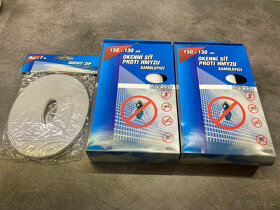 SUCHÝ ZIP
150 x 130 cm
OKENNÍ SÍŤ
PROTI HMYZU
SAMOLEPICÍ
150 x 130 cm
OKENNÍ SÍŤ
PROTI HMYZU
SAMOLEPICÍ